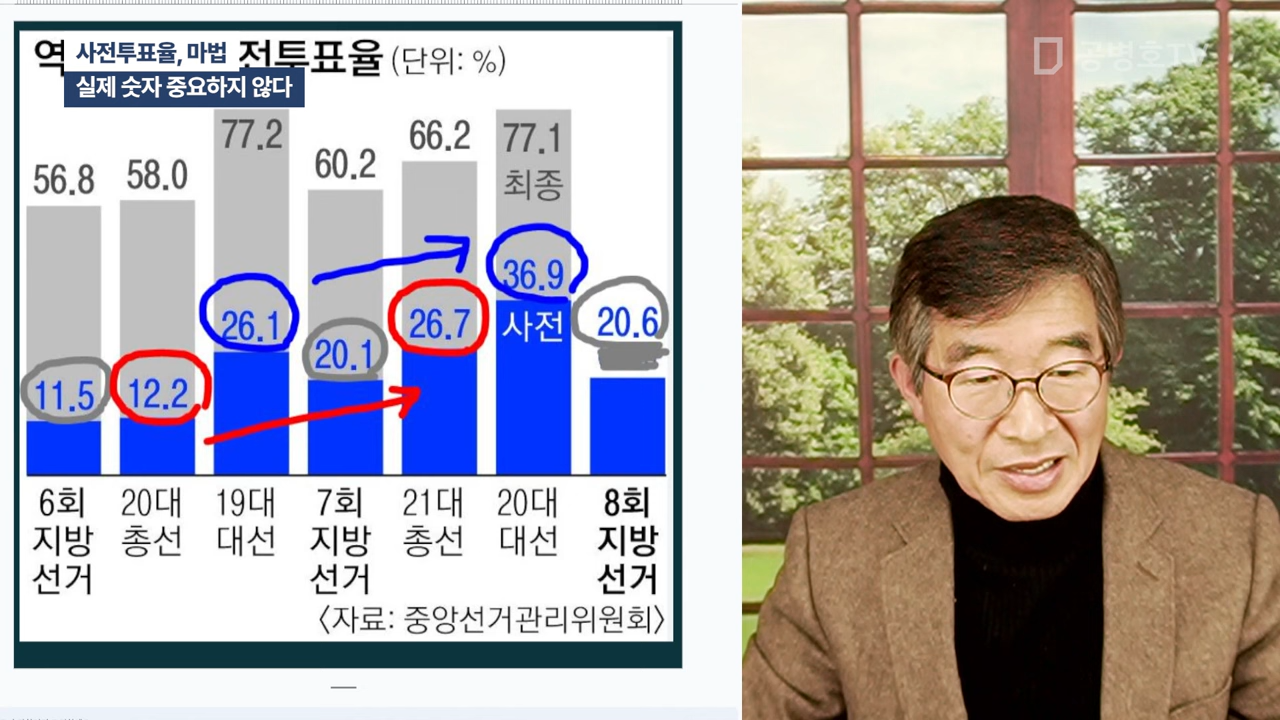 사전투표율, 마법
실제 숫자 중요하지 않다
역
전투표율 (단위: %)
56.8
58.0
77.2
60.2
66.2
77.1
최종
11.5
12.2
26.1
20.1
26.7
36.9
사전
20.6
6회 지방 선거
20대 총선
19대 대선
7회 지방 선거
21대 총선
20대 대선
8회 지방 선거
〈자료: 중앙선거관리위원회〉
공병호TV